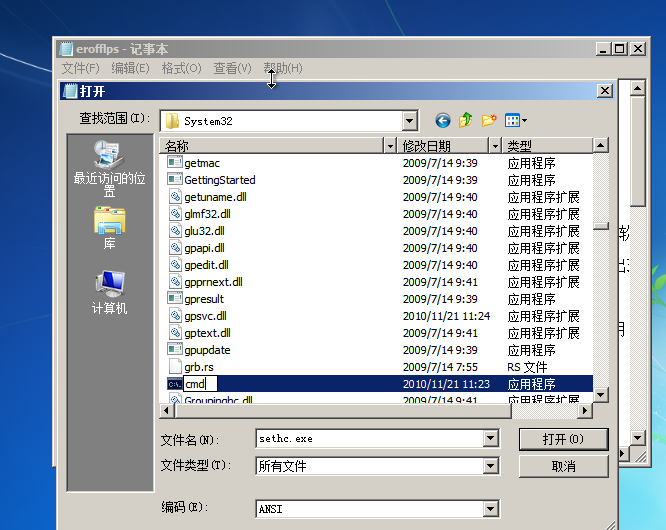 erofflps - 记事本
文件(F) 编辑(E) 格式(O) 查看(V) 帮助(H)
打开
查找范围(I): System32
名称 修改日期 类型
getmac 2009/7/14 9:39 应用程序
GettingStarted 2009/7/14 9:39 应用程序
getuname.dll 2009/7/14 9:40 应用程序扩展
glmf32.dll 2009/7/14 9:40 应用程序扩展
glu32.dll 2009/7/14 9:40 应用程序扩展
gpapi.dll 2009/7/14 9:40 应用程序扩展
gpedit.dll 2009/7/14 9:40 应用程序扩展
gpprnext.dll 2009/7/14 9:41 应用程序扩展
gpresult 2009/7/14 9:39 应用程序
gpsvc.dll 2010/11/21 11:24 应用程序扩展
gptext.dll 2009/7/14 9:41 应用程序扩展
gpupdate 2009/7/14 9:39 应用程序
grb.rs 2009/7/14 7:55 RS 文件
cmd 2010/11/21 11:23 应用程序
Groupinghc.dll 2009/7/14 9:41 应用程序扩展
最近访问的位置
库
计算机
文件名(N): sethc.exe 打开(O)
文件类型(T): 所有文件 取消
编码(E): ANSI